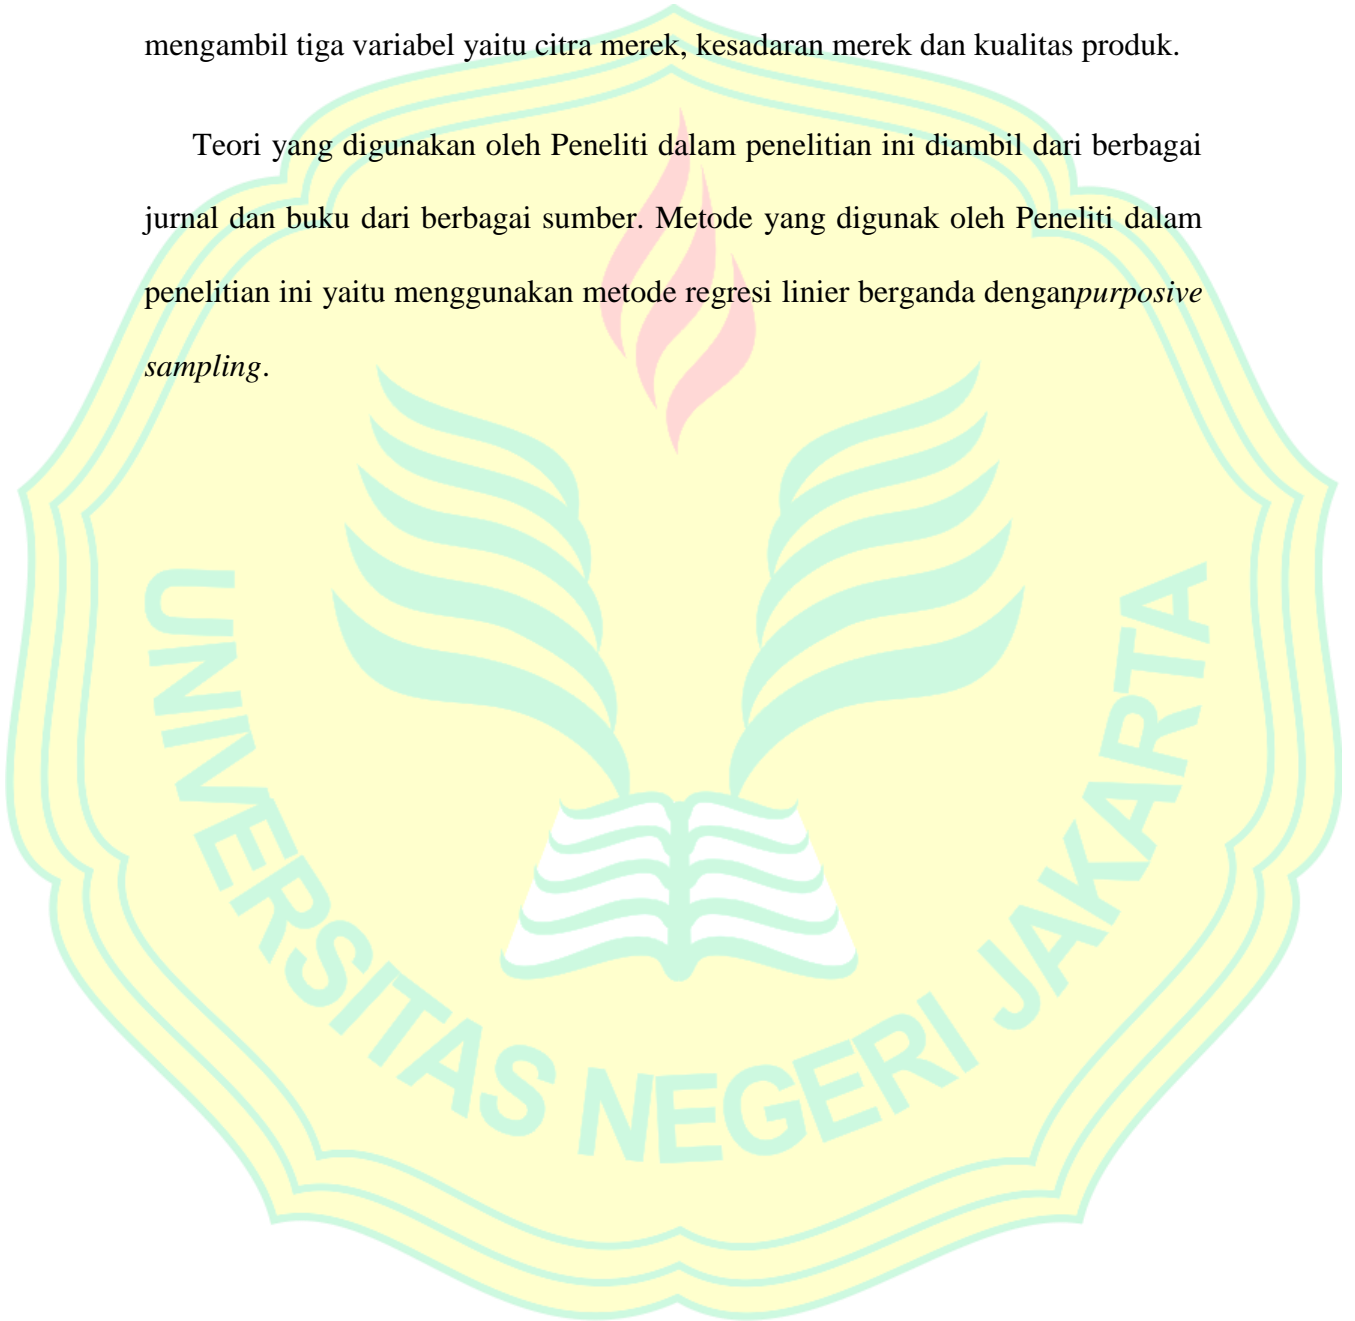 mengambil tiga variabel yaitu citra merek, kesadaran merek dan kualitas produk.
Teori yang digunakan oleh Peneliti dalam penelitian ini diambil dari berbagai
jurnal dan buku dari berbagai sumber. Metode yang digunak oleh Peneliti dalam
penelitian ini yaitu menggunakan metode regresi linier berganda denganpurposive
sampling.
UNIVERSITAS NEGERI JAKARTA